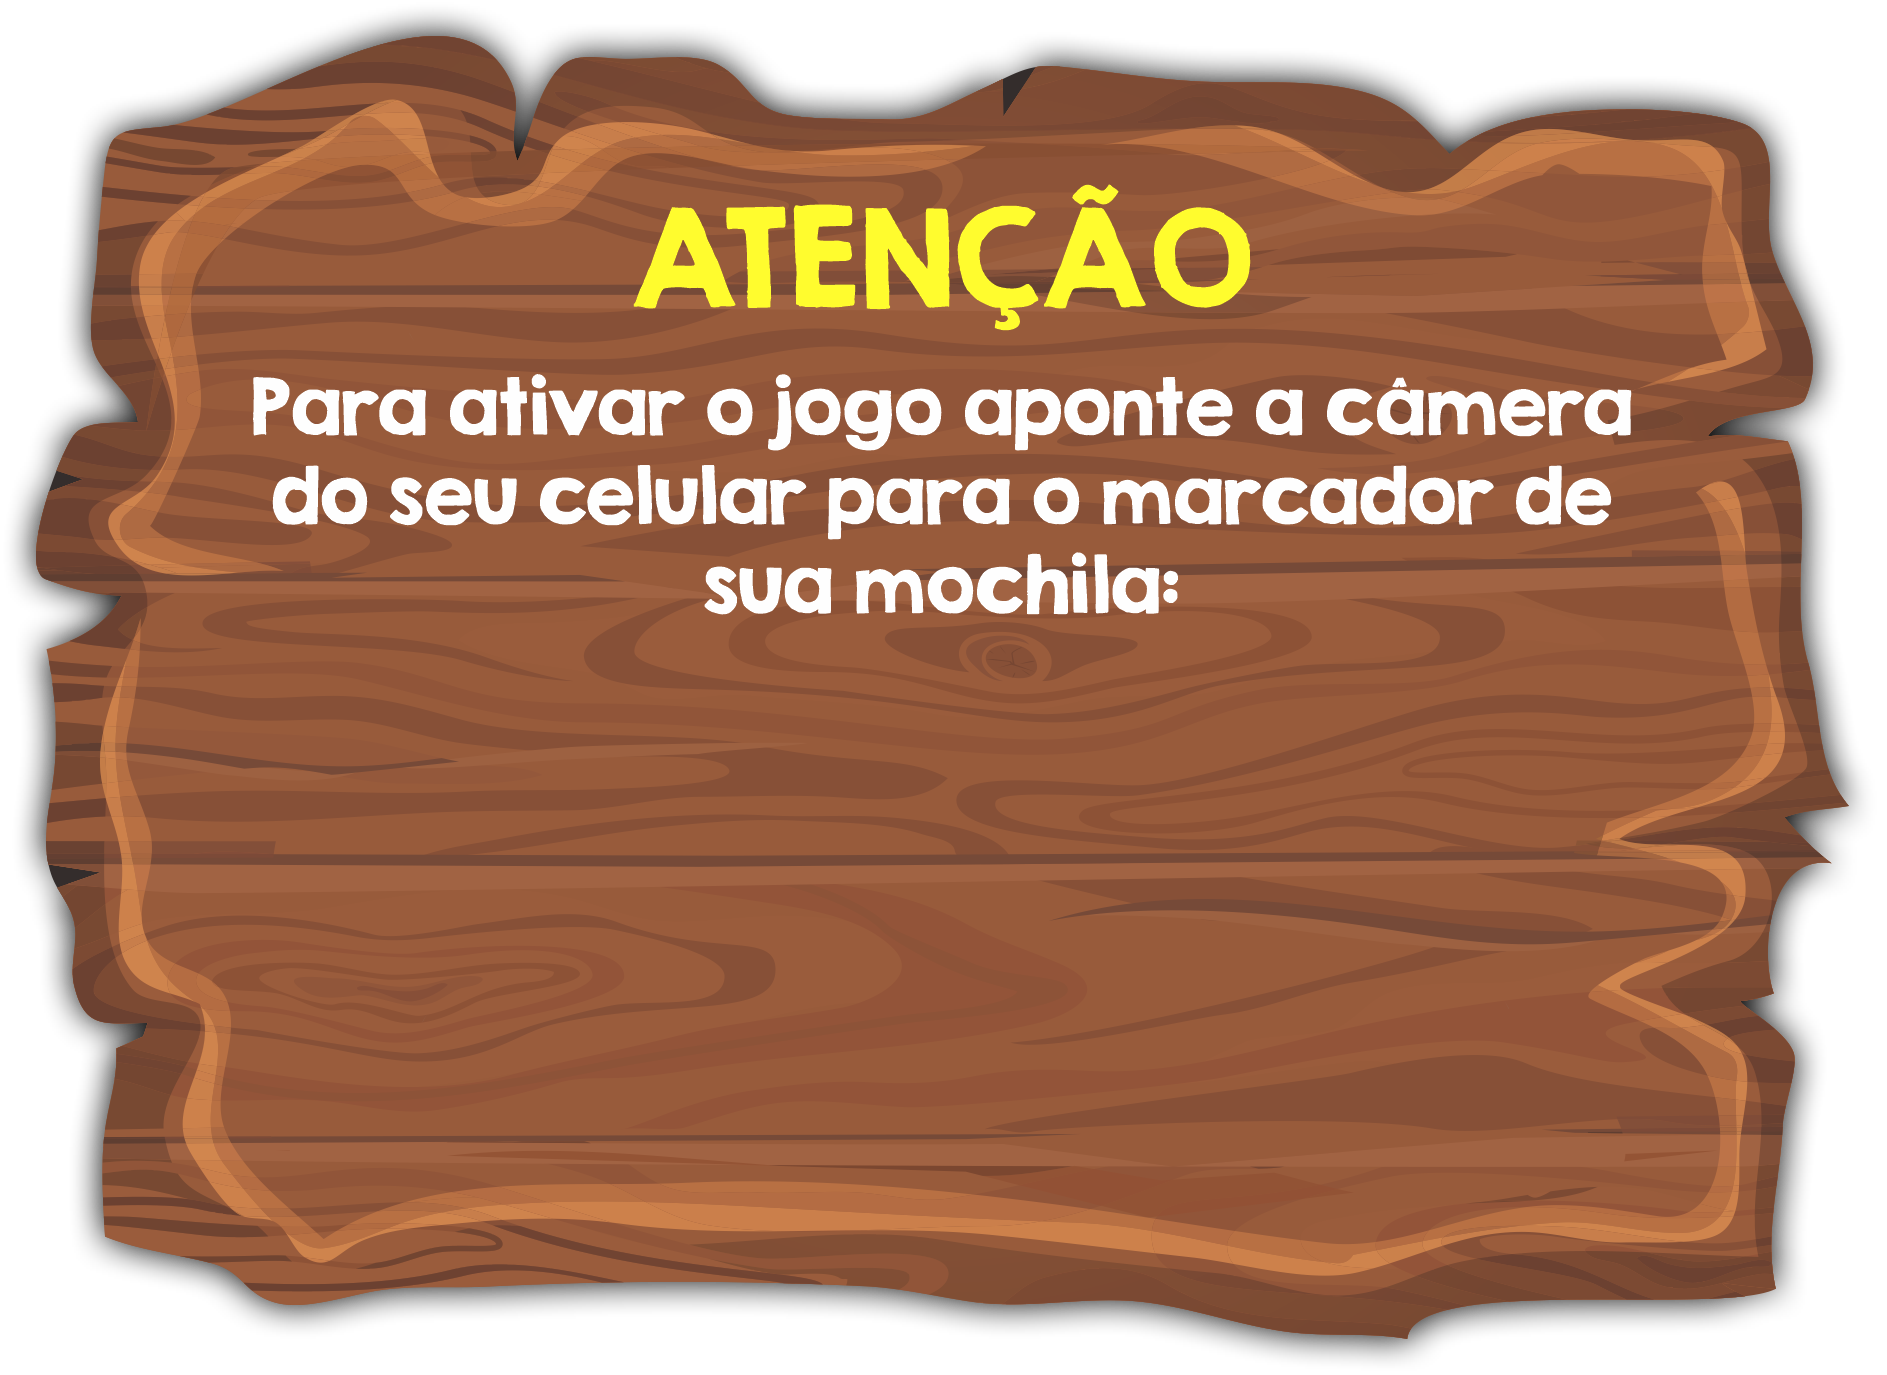 ATENÇÃO
Para ativar o jogo aponte a câmera
do seu celular para o marcador de
sua mochila: